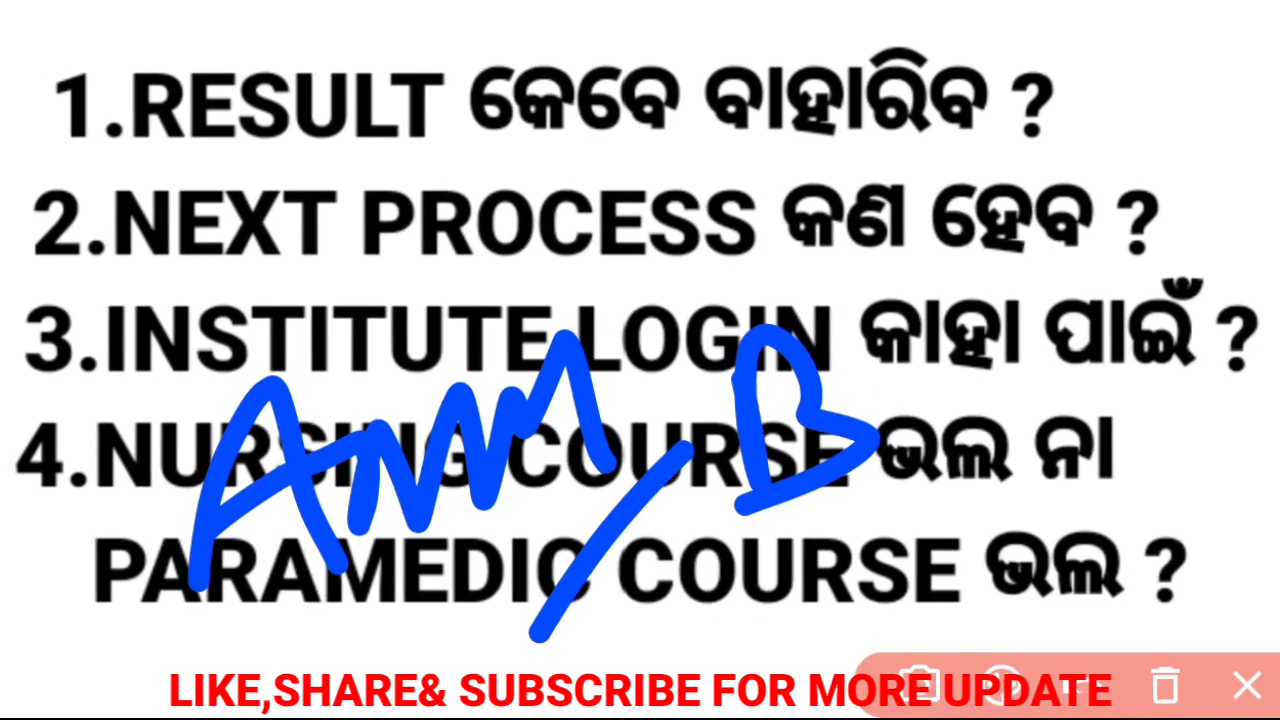 1.RESULT କେବେ ବାହାରିବ ?
2.NEXT PROCESS କଣ ହେବ ?
3.INSTITUTE LOGIN କାହା ପାଇଁ ?
4.NURSING COURSE ଭଲ ନା
PARAMEDIC COURSE ଭଲ ?
ANM/B
LIKE,SHARE& SUBSCRIBE FOR MORE UPDATE